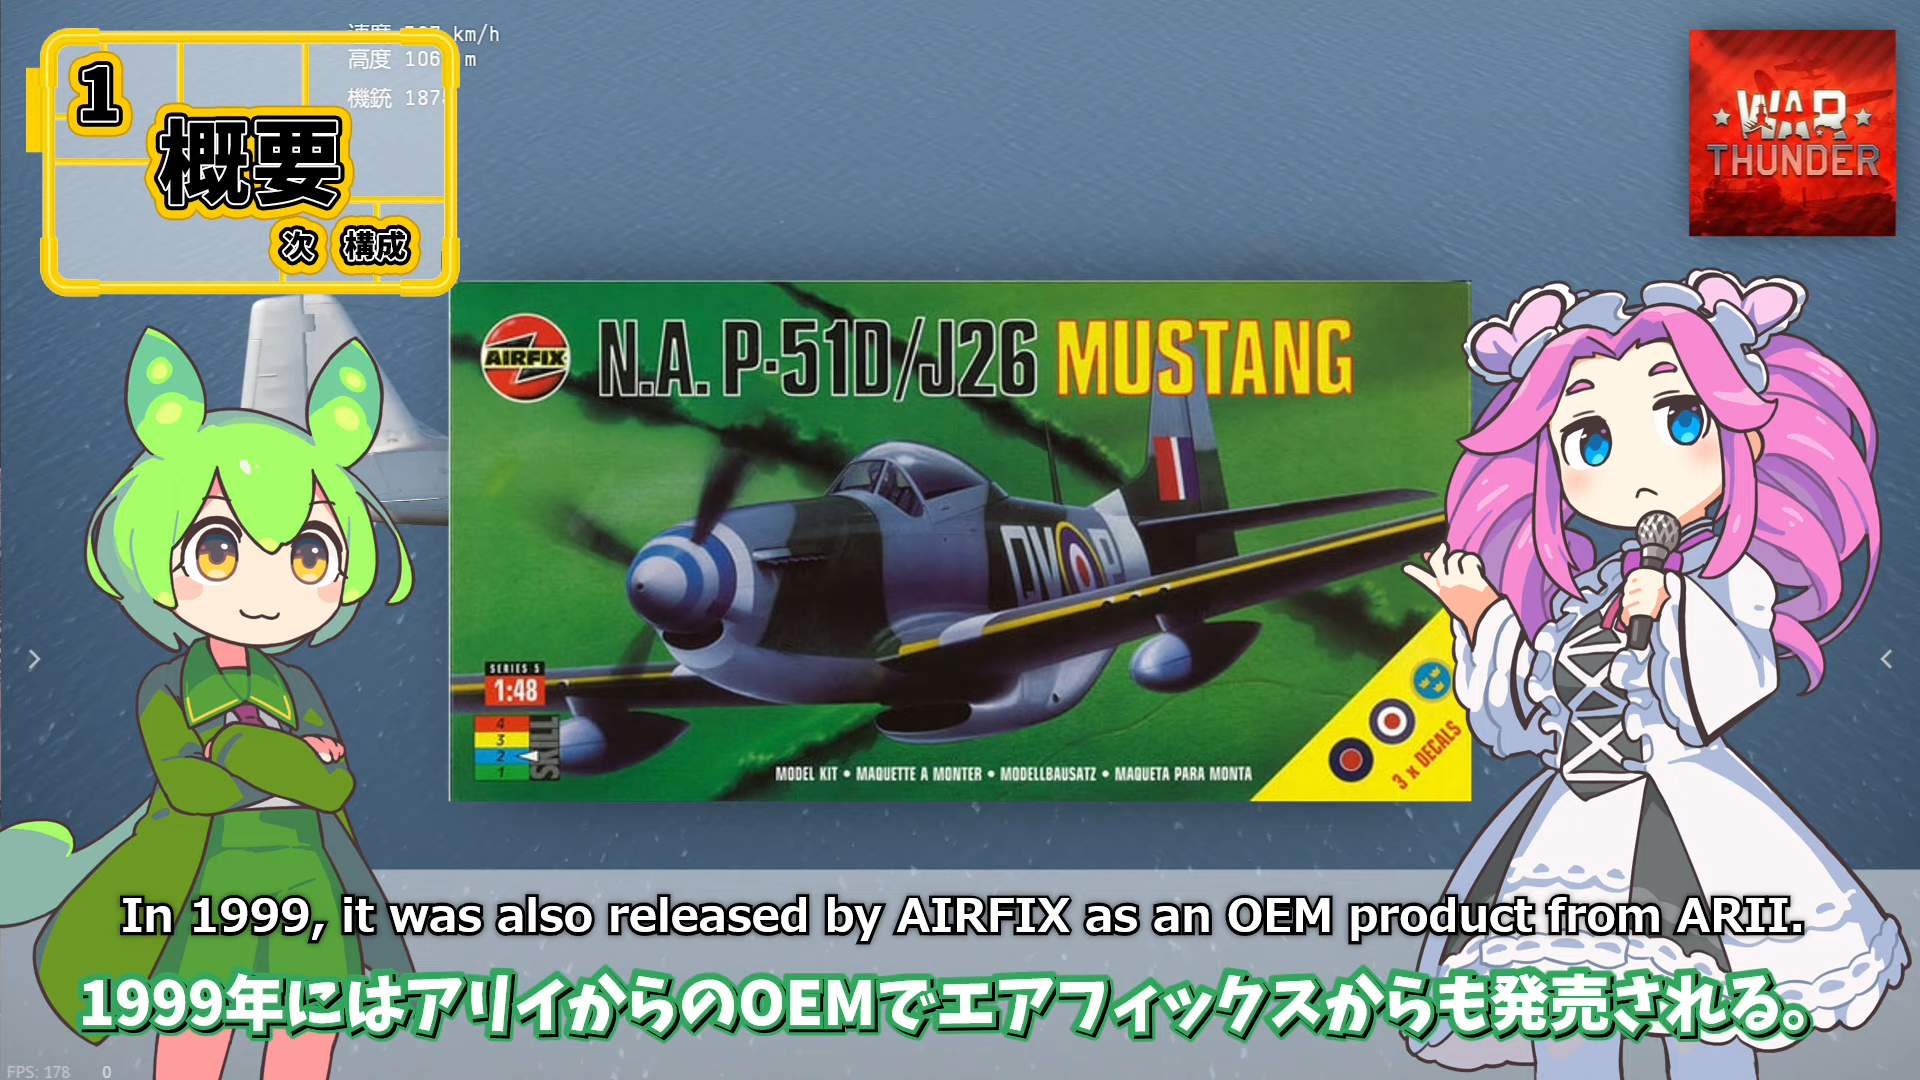 km/h
高度 106 m
機銃 187
1
概要
次 構成
WAR
THUNDER
AIRFIX
N.A. P-51D/J26 MUSTANG
SERIES 5
1:48
4
3
2
1
SKILL
MODEL KIT • MAQUETTE A MONTER • MODELLBAUSATZ • MAQUETA PARA MONTA
3 x DECALS
In 1999, it was also released by AIRFIX as an OEM product from ARII.
1999年にはアリイからのOEMでエアフィックスからも発売される。
FPS: 178 0